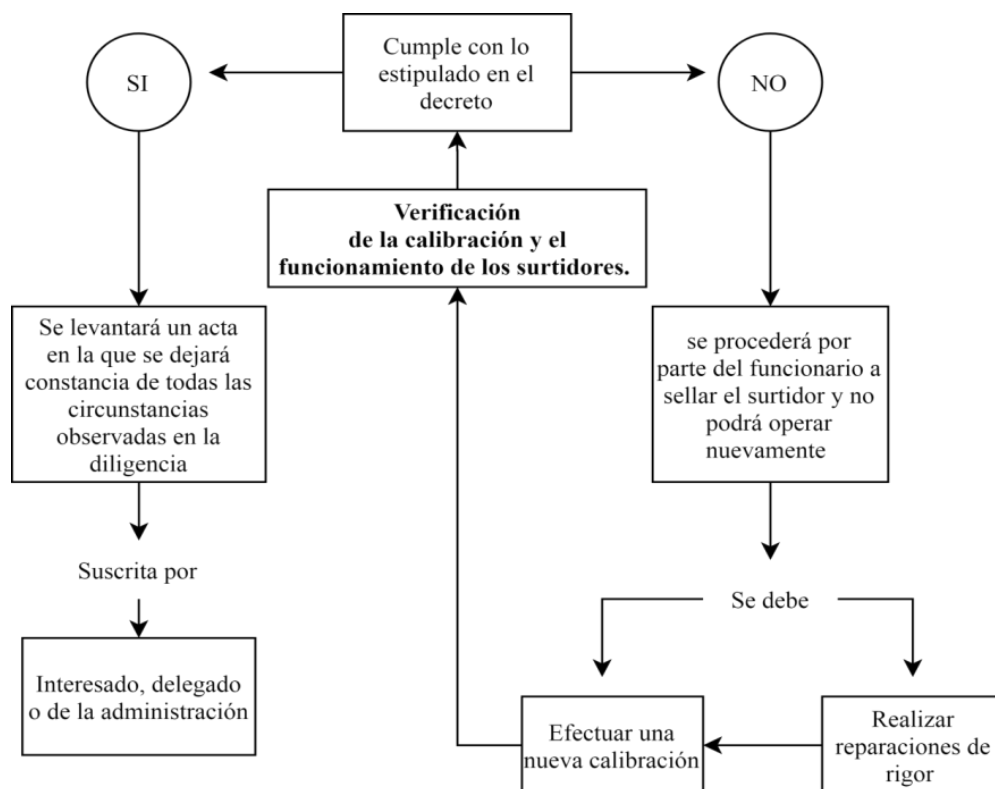 Cumple con lo
estipulado en el
decreto
SI
NO
Verificación
de la calibración y el
funcionamiento de los surtidores.
Se levantará un acta
en la que se dejará
constancia de todas las
circunstancias
observadas en la
diligencia
se procederá por
parte del funcionario a
sellar el surtidor y no
podrá operar
nuevamente
Suscrita por
Se debe
Interesado, delegado
o de la administración
Efectuar una
nueva calibración
Realizar
reparaciones de
rigor